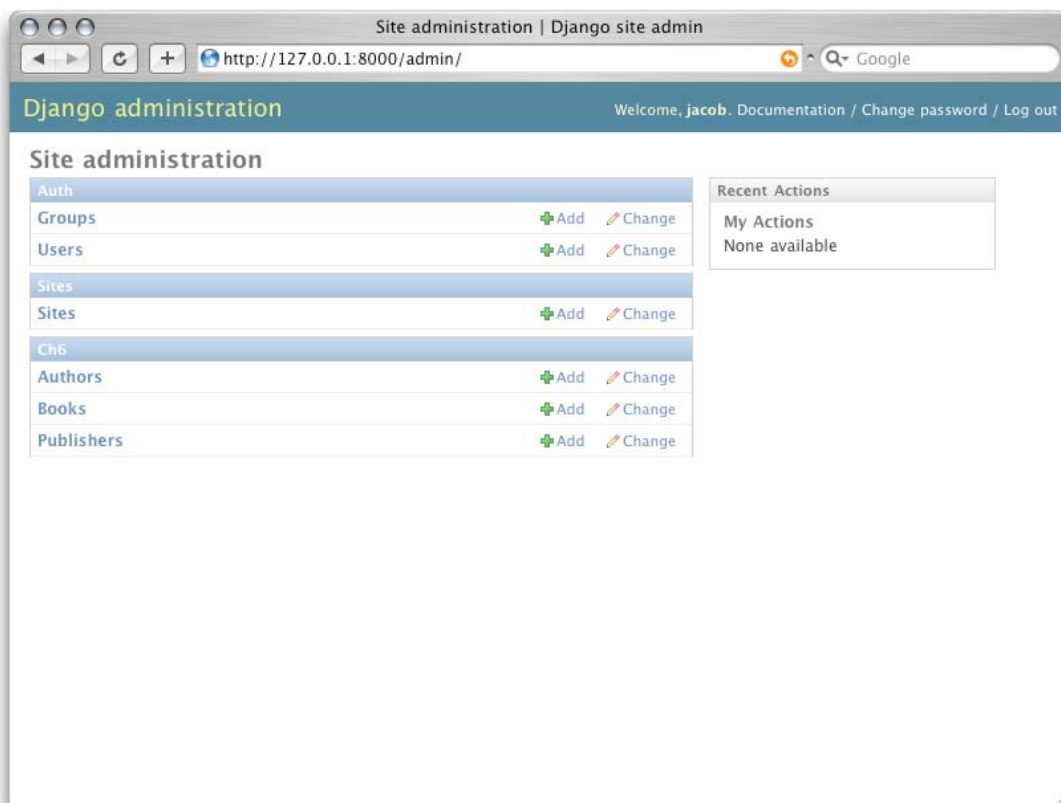 Site administration | Django site admin
http://127.0.0.1:8000/admin/
Google
Django administration
Welcome, jacob. Documentation / Change password / Log out
Site administration
Auth
Groups Add Change
Users Add Change
Sites
Sites Add Change
Ch6
Authors Add Change
Books Add Change
Publishers Add Change
Recent Actions
My Actions
None available